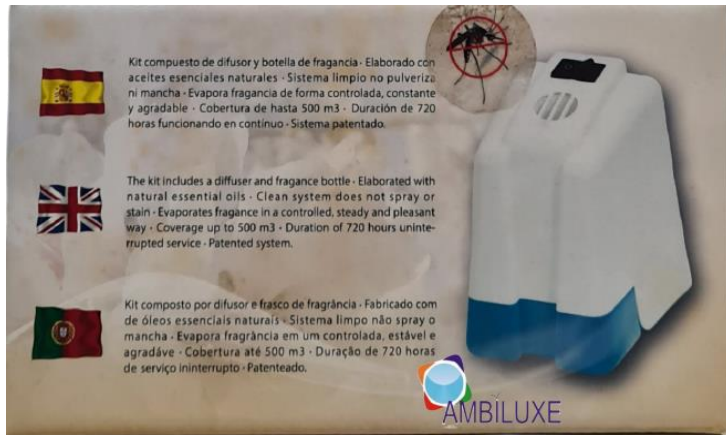 Kit compuesto de difusor y botella de fragancia · Elaborado con
aceites esenciales naturales · Sistema limpio no pulveriza
ni mancha · Evapora fragancia de forma controlada, constante
y agradable · Cobertura de hasta 500 m3 · Duración de 720
horas funcionando en contínuo · Sistema patentado.
The kit includes a diffuser and fragance bottle · Elaborated with
natural essential oils · Clean system does not spray or
stain · Evaporates fragance in a controlled, steady and pleasant
way · Coverage up to 500 m3 · Duration of 720 hours uninte-
rrupted service · Patented system.
Kit composto por difusor e frasco de fragrância · Fabricado com
de óleos essenciais naturais · Sistema limpo não spray o
mancha · Evapora fragrância em um controlada, estável e
agradáve · Cobertura até 500 m3 · Duração de 720 horas
de serviço ininterrupto · Patenteado.
AMBILUXE